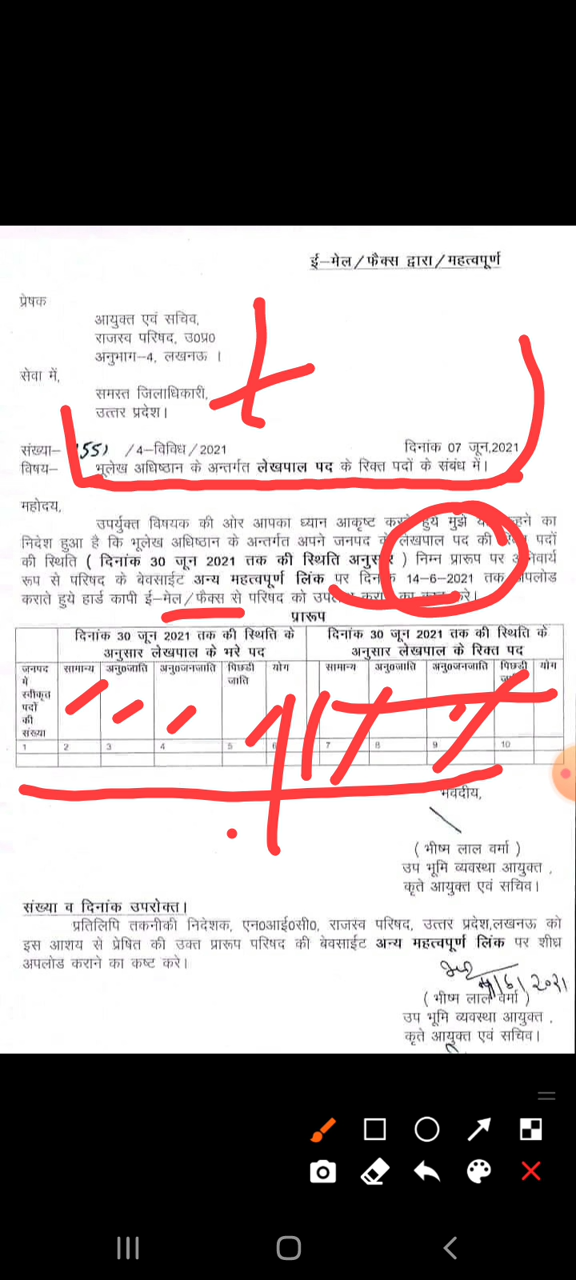 ई–मेल/फैक्स द्वारा/महत्वपूर्ण
प्रेषक
आयुक्त एवं सचिव,
राजस्व परिषद, उ0प्र0
अनुभाग–4, लखनऊ ।
सेवा में,
समस्त जिलाधिकारी,
उत्तर प्रदेश।
संख्या– /4–विविध/2021 दिनांक 07 जून,2021
विषय– भूलेख अधिष्ठान के अन्तर्गत लेखपाल पद के रिक्त पदों के संबंध में।
महोदय,
उपर्युक्त विषयक की ओर आपका ध्यान आकृष्ट हुये मुझे का
निदेश हुआ है कि भूलेख अधिष्ठान के अन्तर्गत अपने जनपद लेखपाल पद की पदों
की स्थिति ( दिनांक 30 जून 2021 तक की स्थिति अनुसार ) निम्न प्रारूप पर
रूप से परिषद के बेवसाईट अन्य महत्वपूर्ण लिंक पर 14-6-2021 तक
कराते हुये हार्ड कापी ई–मेल/फैक्स से परिषद को करे।
प्रारूप
दिनांक 30 जून 2021 तक की स्थिति के अनुसार लेखपाल के भरे पद दिनांक 30 जून 2021 तक की स्थिति के अनुसार लेखपाल के रिक्त पद
जनपद में स्वीकृत पदों की संख्या सामान्य अनु0जाति अनु0जनजाति पिछडी जाति योग सामान्य अनु0जाति अनु0जनजाति पिछडी योग
1 2 3 4 5 6 7 8 9 10
भवदीय,
( भीष्म लाल वर्मा )
उप भूमि व्यवस्था आयुक्त ,
कृते आयुक्त एवं सचिव।
संख्या व दिनांक उपरोक्त।
प्रतिलिपि तकनीकी निदेशक, एन0आई0सी0, राजस्व परिषद, उत्तर प्रदेश,लखनऊ को
इस आशय से प्रेषित की उक्त प्रारूप परिषद की बेवसाईट अन्य महत्वपूर्ण लिंक पर शीघ्र
अपलोड कराने का कष्ट करे।
( भीष्म लाल वर्मा )
उप भूमि व्यवस्था आयुक्त ,
कृते आयुक्त एवं सचिव।